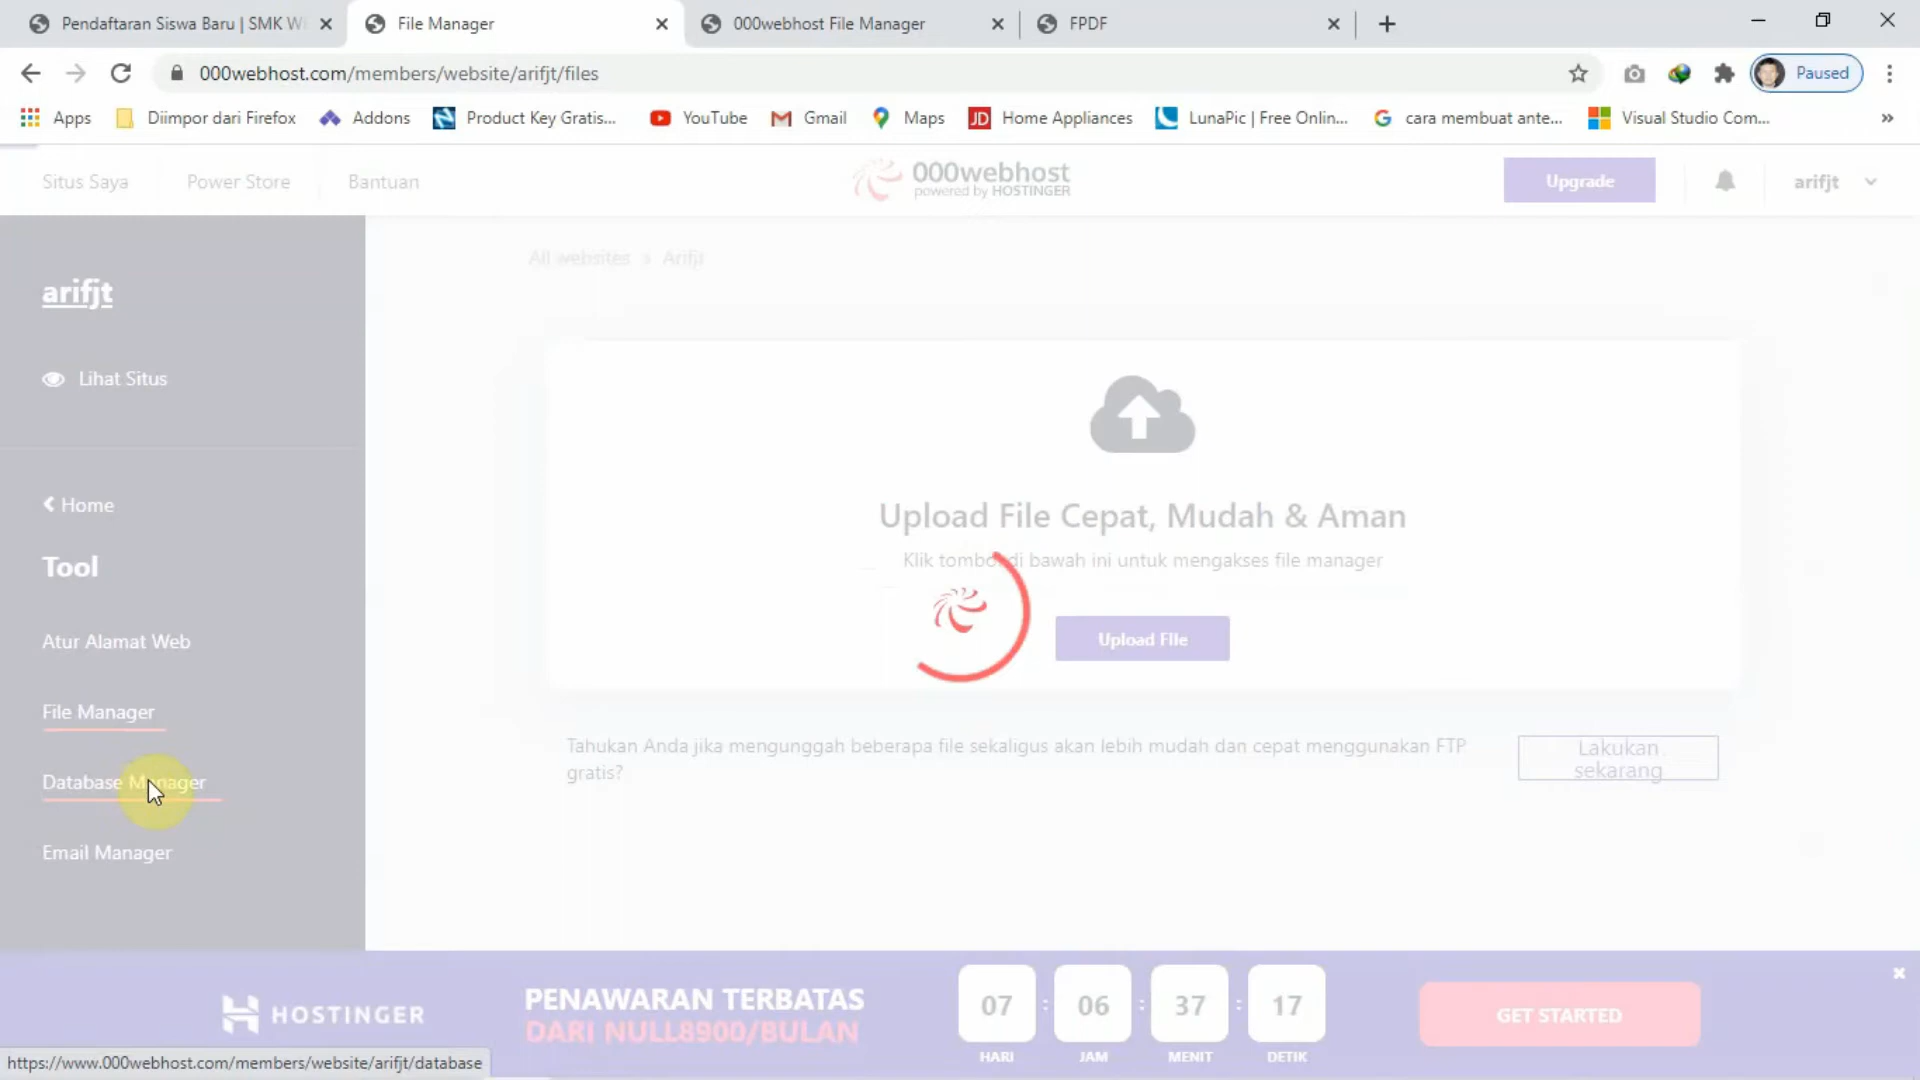 Pendaftaran Siswa Baru | SMK W
File Manager
000webhost File Manager
FPDF
000webhost.com/members/website/arifjt/files
Paused
Apps
Diimpor dari Firefox
Addons
Product Key Gratis...
YouTube
Gmail
Maps
JD
Home Appliances
LunaPic | Free Onlin...
cara membuat ante...
Visual Studio Com...
»
Situs Saya
Power Store
Bantuan
000webhost
powered by HOSTINGER
Upgrade
arifjt
arifjt
Lihat Situs
Home
Tool
Atur Alamat Web
File Manager
Database Manager
Email Manager
All websites › Arifjt
Upload File Cepat, Mudah & Aman
Klik tombol di bawah ini untuk mengakses file manager
Upload FIle
Tahukan Anda jika mengunggah beberapa file sekaligus akan lebih mudah dan cepat menggunakan FTP
gratis?
Lakukan
sekarang
HOSTINGER
PENAWARAN TERBATAS
DARI NULL8900/BULAN
07 : 06 : 37 : 17
HARI JAM MENIT DETIK
GET STARTED
https://www.000webhost.com/members/website/arifjt/database